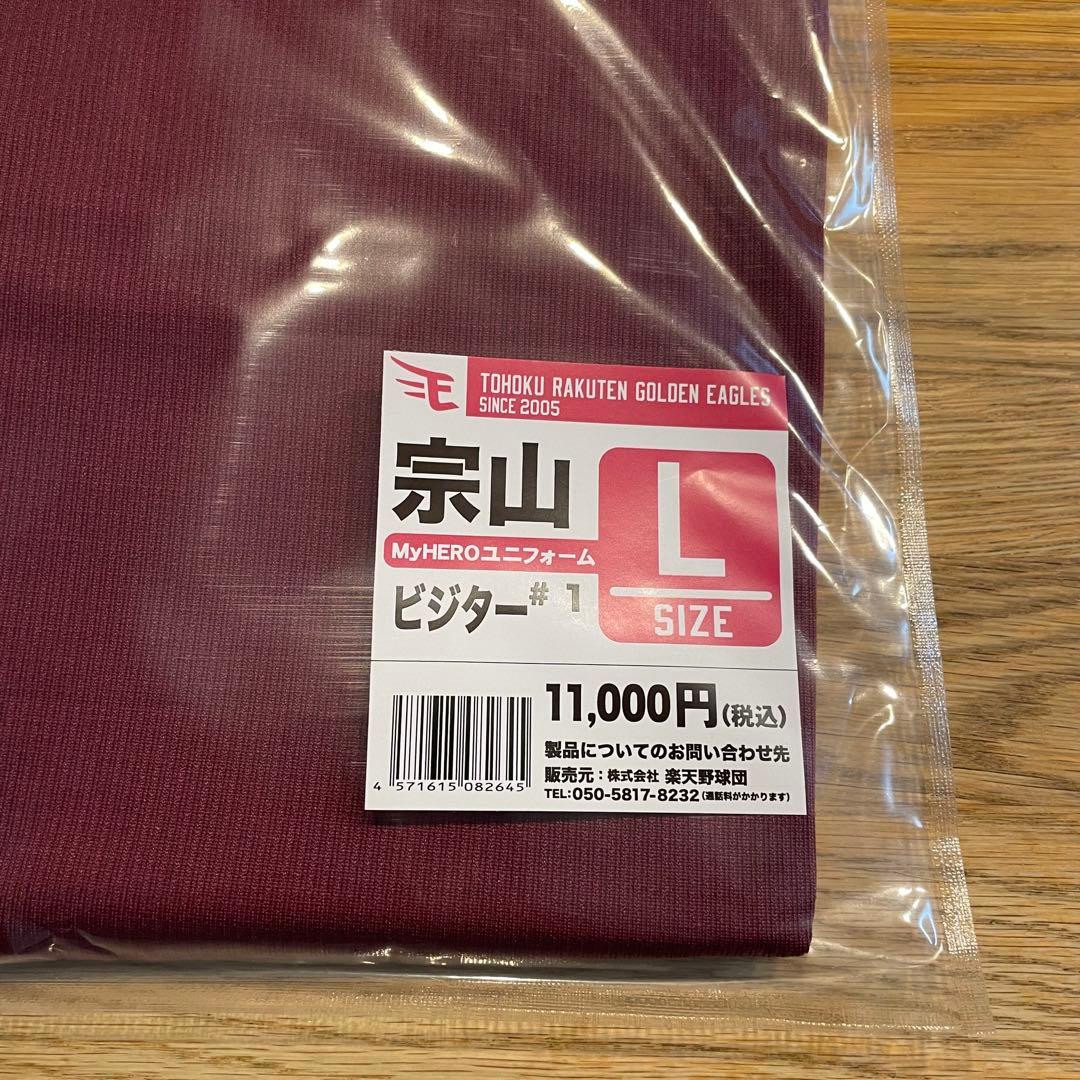 TOHOKU RAKUTEN GOLDEN EAGLES
SINCE 2005
宗山
MyHEROユニフォーム
ビジター# 1
L
SIZE
11,000円(税込)
製品についてのお問い合わせ先
販売元：株式会社 楽天野球団
TEL:050-5817-8232(通話料がかかります)
4 571615 082645